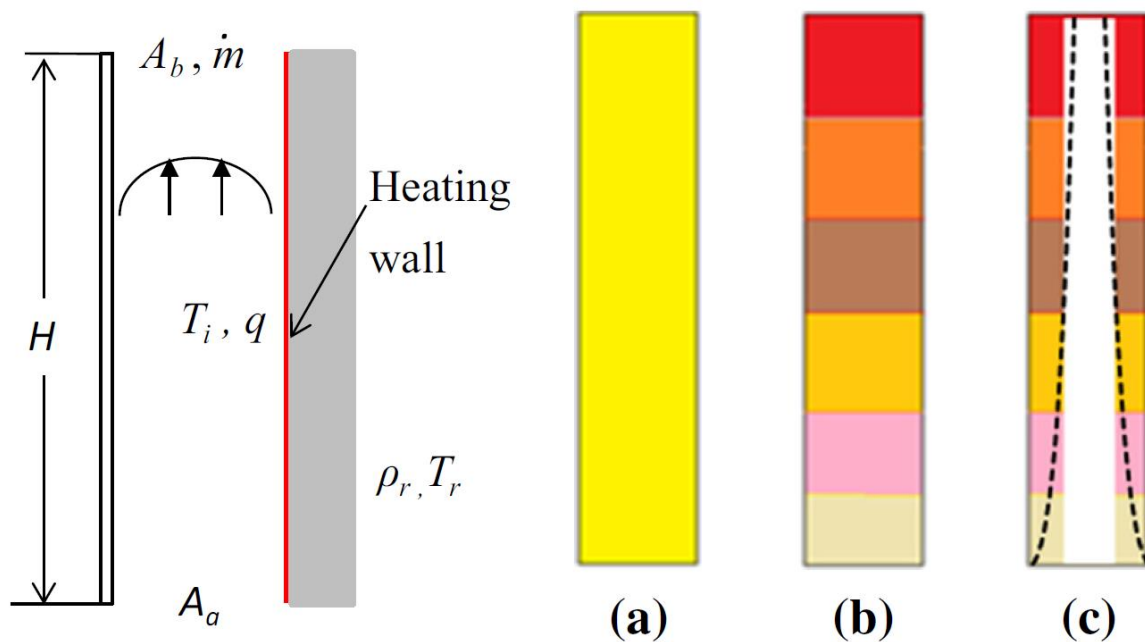 A_b , ṁ
Heating
wall
H
T_i , q
ρ_r , T_r
A_a
(a) (b) (c)